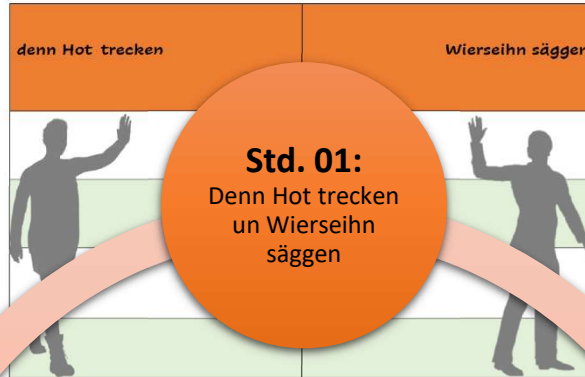 denn Hot trecken
Wierseihn säggen
Std. 01:
Denn Hot trecken
un Wierseihn
säggen